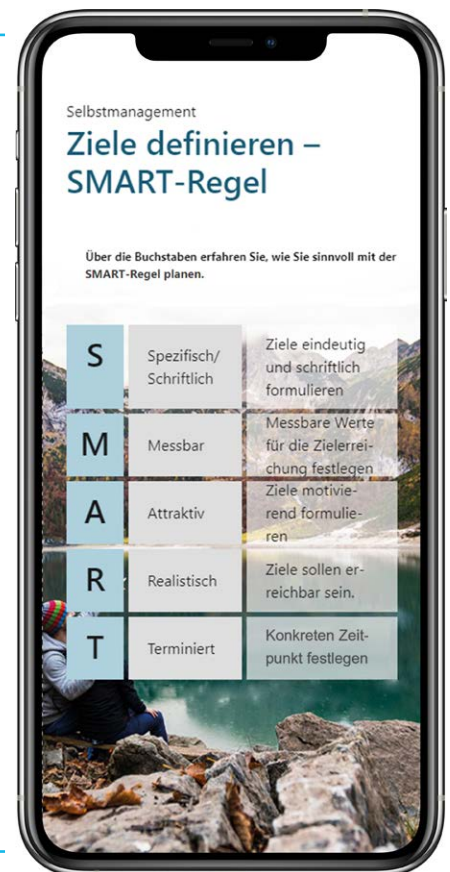 Selbstmanagement
Ziele definieren –
SMART-Regel
Über die Buchstaben erfahren Sie, wie Sie sinnvoll mit der
SMART-Regel planen.
S
Spezifisch/
Schriftlich
Ziele eindeutig
und schriftlich
formulieren
M
Messbar
Messbare Werte
für die Zielerrei-
chung festlegen
A
Attraktiv
Ziele motivie-
rend formulie-
ren
R
Realistisch
Ziele sollen er-
reichbar sein.
T
Terminiert
Konkreten Zeit-
punkt festlegen